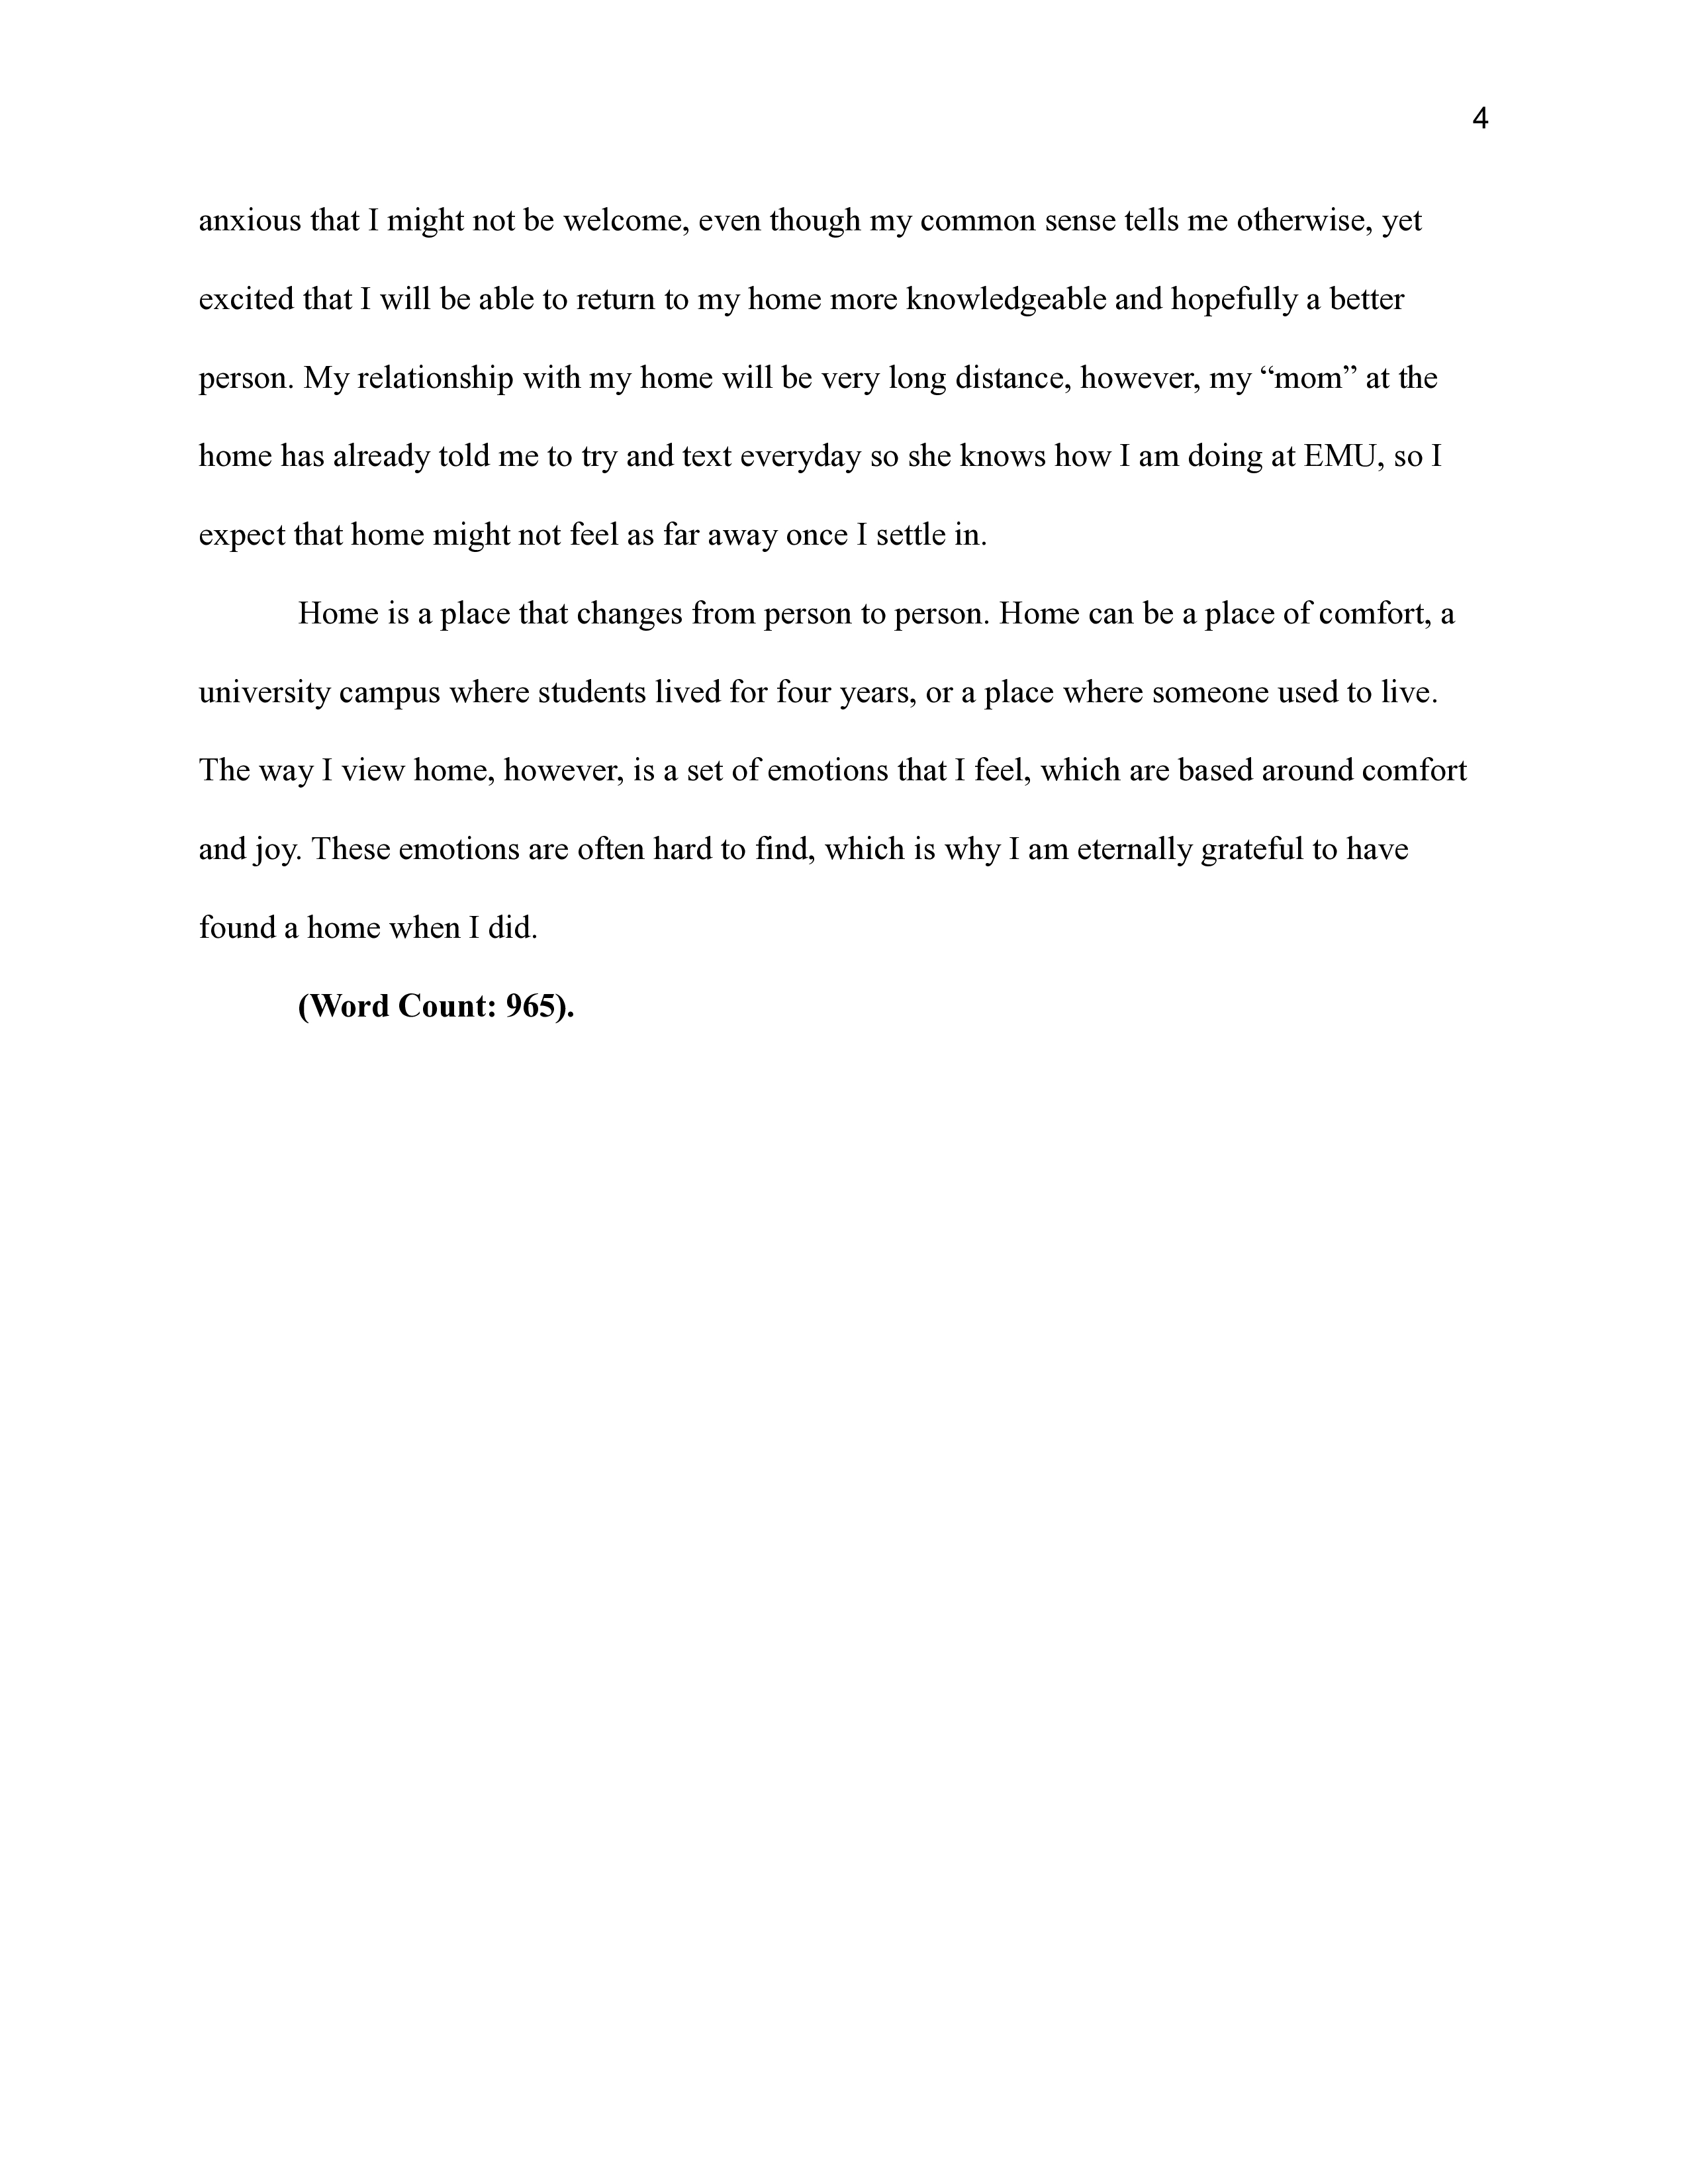 4
anxious that I might not be welcome, even though my common sense tells me otherwise, yet
excited that I will be able to return to my home more knowledgeable and hopefully a better
person. My relationship with my home will be very long distance, however, my “mom” at the
home has already told me to try and text everyday so she knows how I am doing at EMU, so I
expect that home might not feel as far away once I settle in.
Home is a place that changes from person to person. Home can be a place of comfort, a
university campus where students lived for four years, or a place where someone used to live.
The way I view home, however, is a set of emotions that I feel, which are based around comfort
and joy. These emotions are often hard to find, which is why I am eternally grateful to have
found a home when I did.
(Word Count: 965).